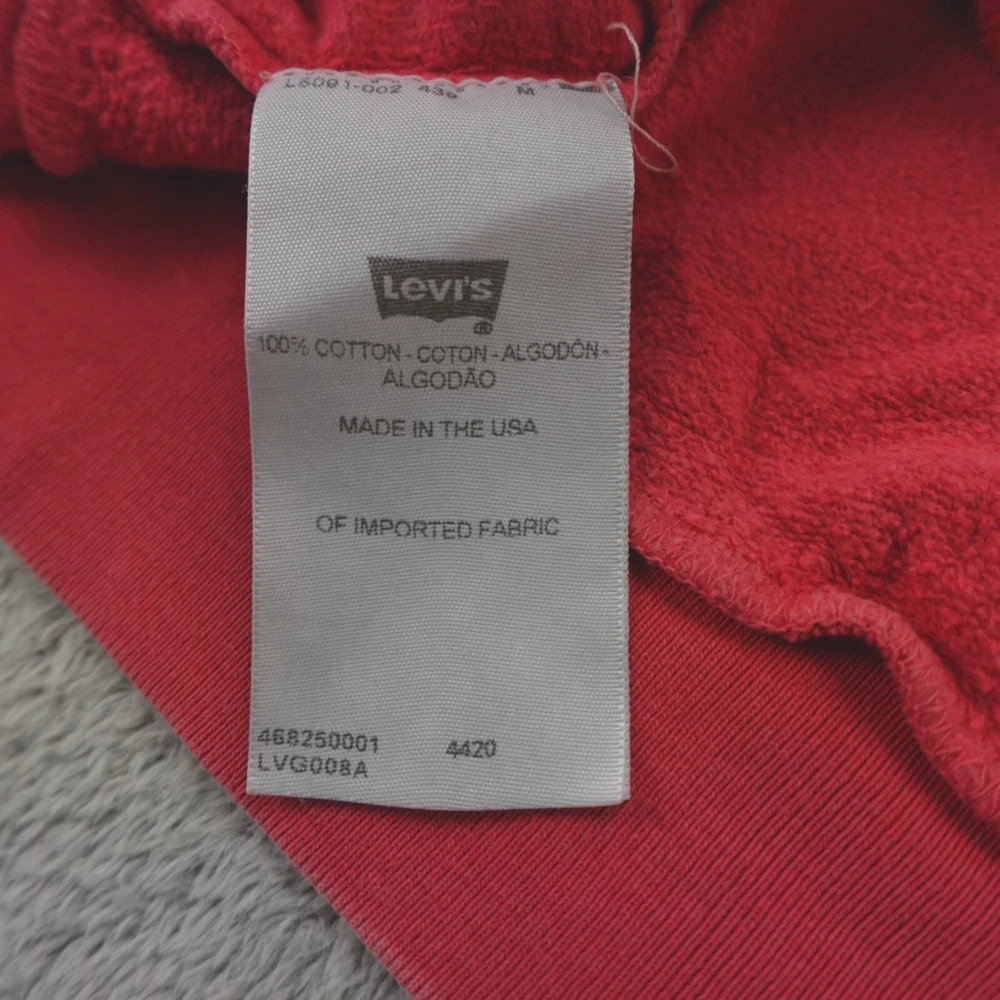 M
LEVI'S
®
100% COTTON - COTON - ALGODÓN -
ALGODÃO
MADE IN THE USA
OF IMPORTED FABRIC
468250001 4420
LVG008A